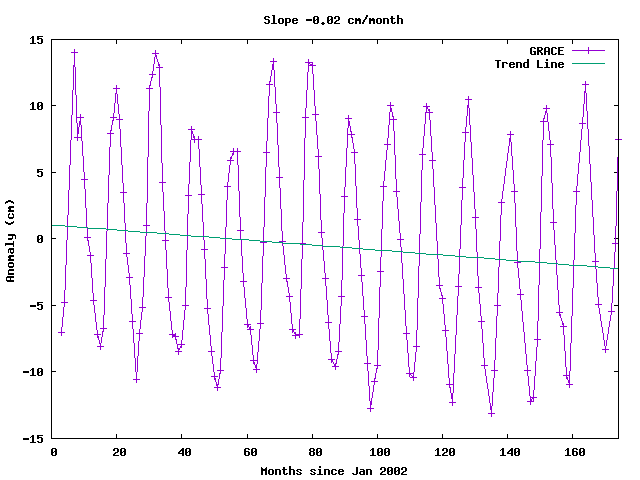 Slope -0.02 cm/month
GRACE
Trend Line
15
10
5
0
-5
-10
-15
Anomaly (cm)
0 20 40 60 80 100 120 140 160
Months since Jan 2002